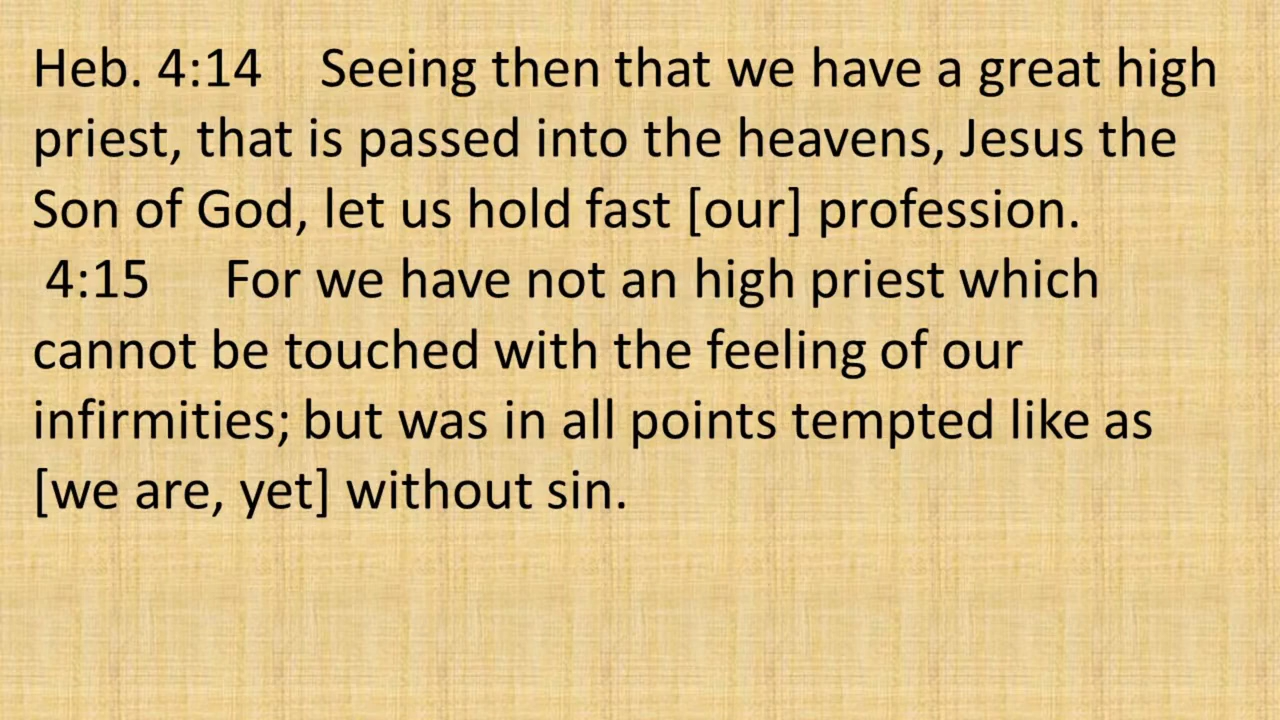 Heb. 4:14 Seeing then that we have a great high
priest, that is passed into the heavens, Jesus the
Son of God, let us hold fast [our] profession.
4:15 For we have not an high priest which
cannot be touched with the feeling of our
infirmities; but was in all points tempted like as
[we are, yet] without sin.